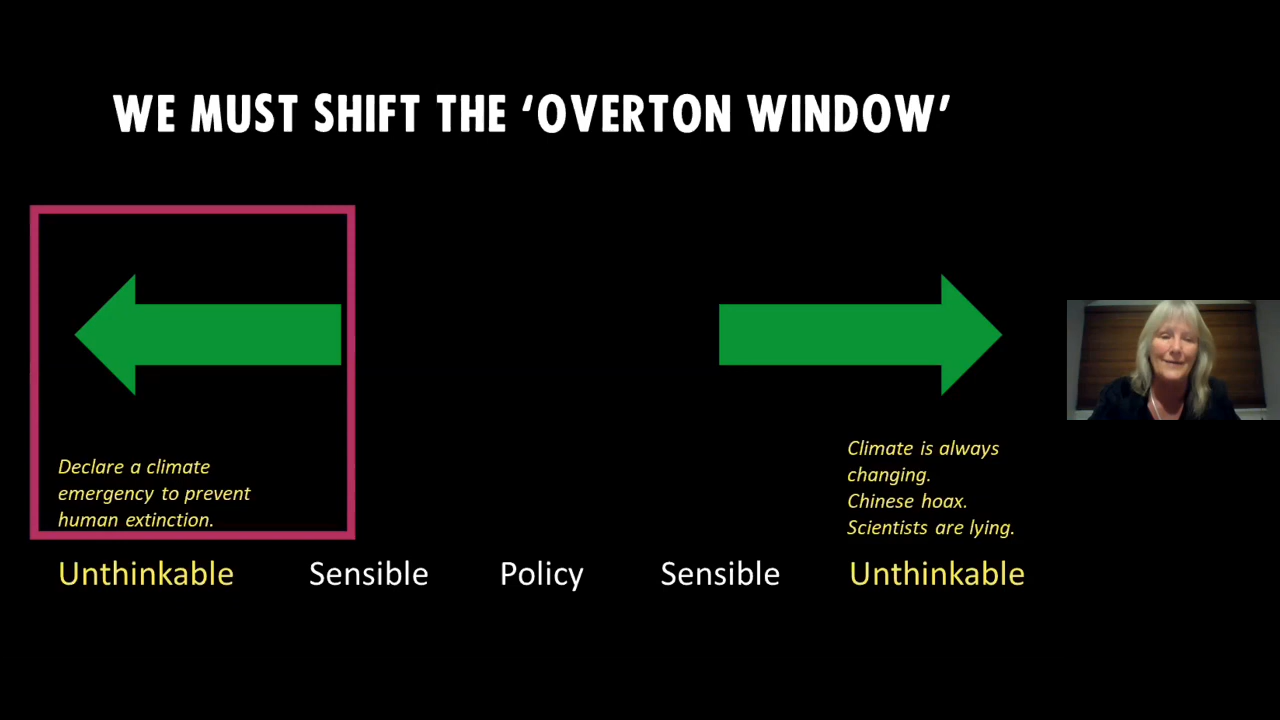 WE MUST SHIFT THE ‘OVERTON WINDOW’
Declare a climate
emergency to prevent
human extinction.
Climate is always
changing.
Chinese hoax.
Scientists are lying.
Unthinkable Sensible Policy Sensible Unthinkable